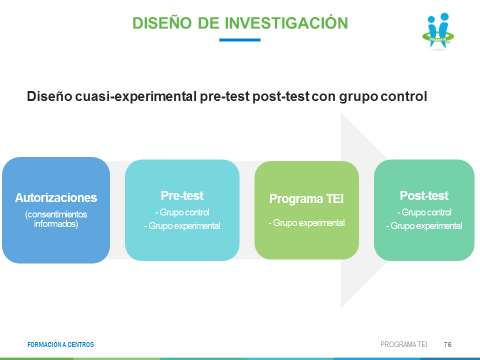 DISEÑO DE INVESTIGACIÓN
Diseño cuasi-experimental pre-test post-test con grupo control
Autorizaciones
(consentimientos
informados)
Pre-test
- Grupo control
- Grupo experimental
Programa TEI
- Grupo experimental
Post-test
- Grupo control
- Grupo experimental
FORMACIÓN A CENTROS
PROGRAMA TEI
76